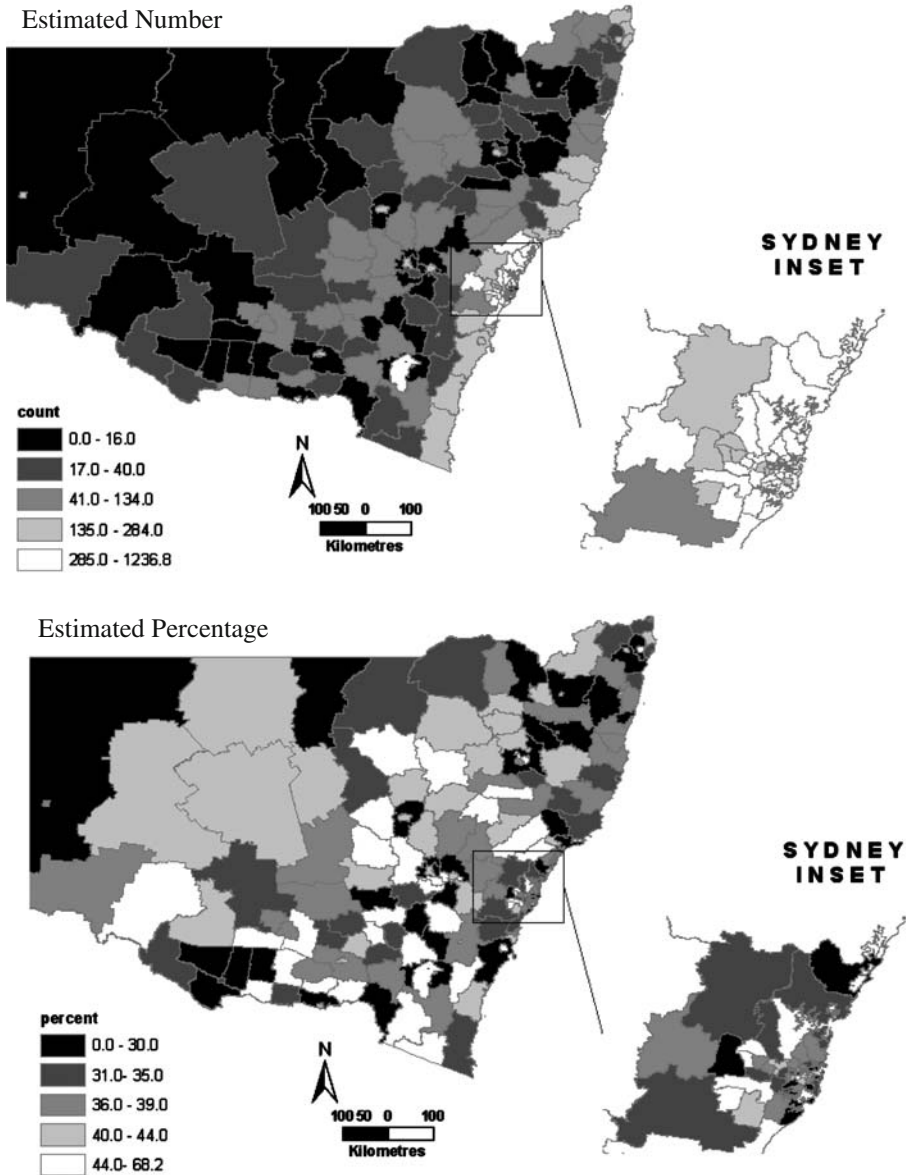 Estimated Number
SYDNEY
INSET
count
0.0 - 16.0
17.0 - 40.0
41.0 - 134.0
135.0 - 284.0
285.0 - 1236.8
N
100 50 0 100
Kilometres
Estimated Percentage
SYDNEY
INSET
percent
0.0 - 30.0
31.0 - 35.0
36.0 - 39.0
40.0 - 44.0
44.0 - 68.2
N
100 50 0 100
Kilometres